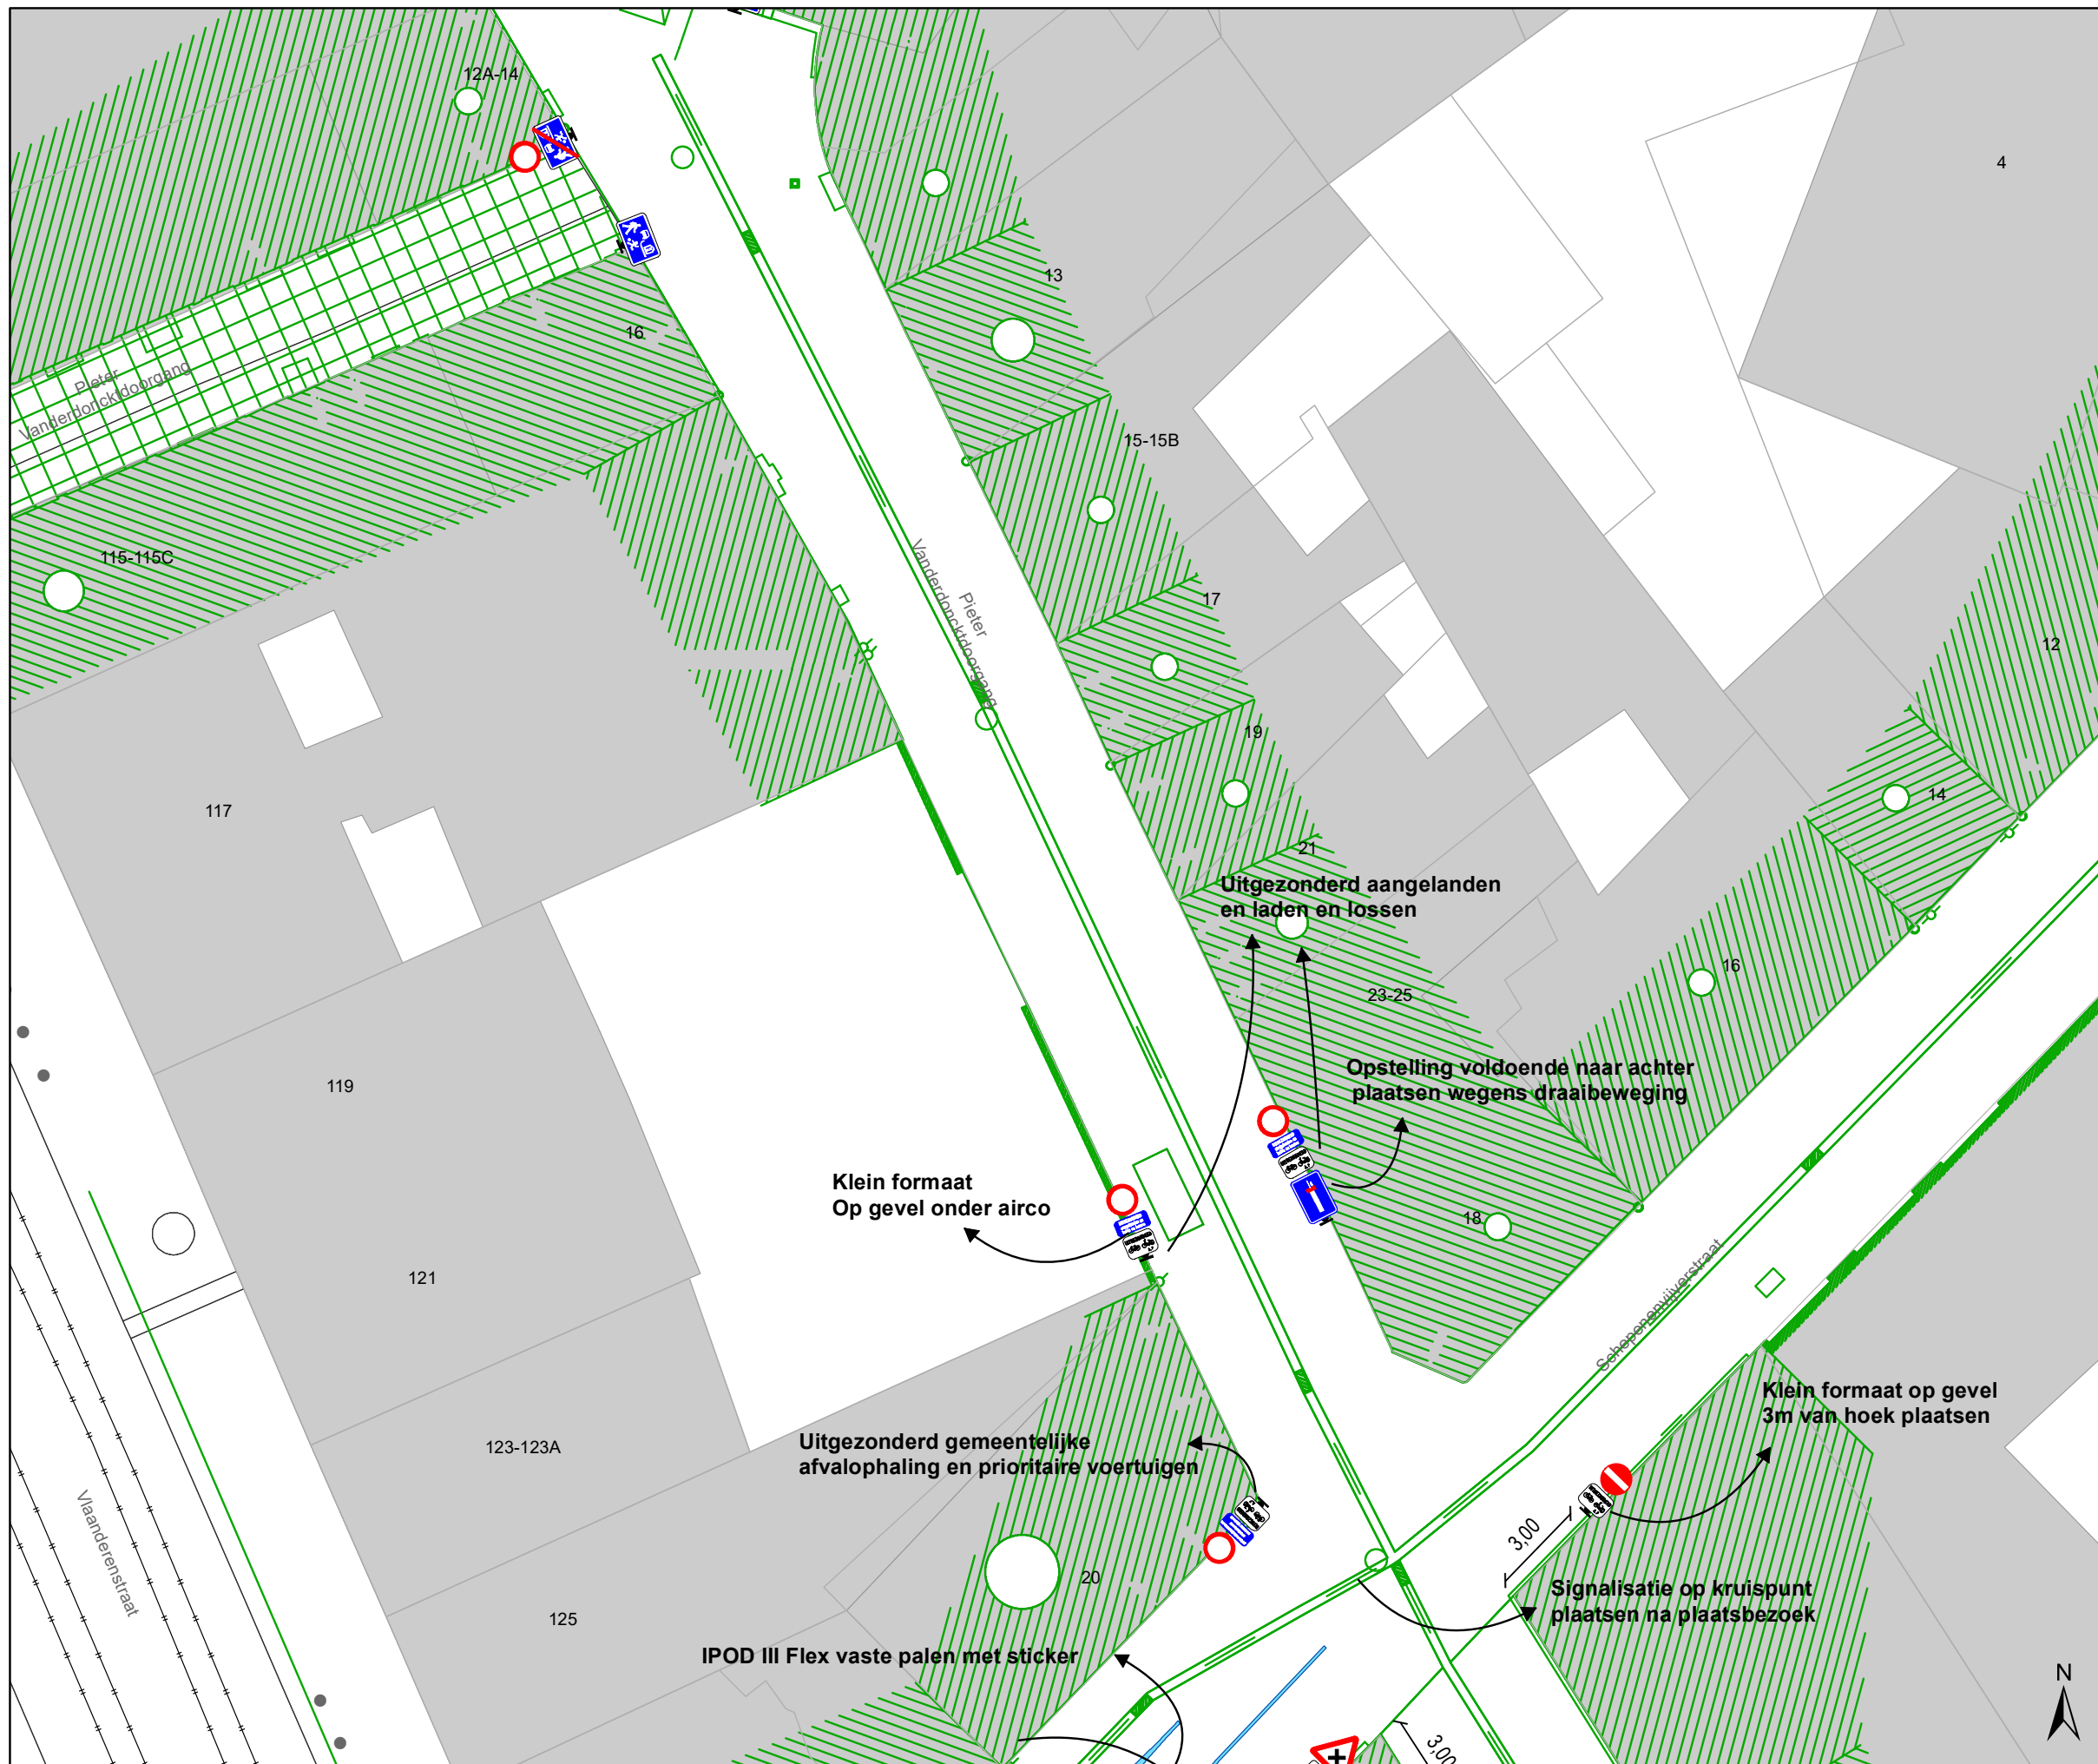 12A-14
4
13
16
Pieter
Vanderdoncktdoorgang
15-15B
115-115C
Pieter
Vanderdoncktdoorgang
17
12
19
14
117
21
Uitgezonderd aangelanden
en laden en lossen
16
23-25
Opstelling voldoende naar achter
plaatsen wegens draaibeweging
119
Klein formaat
Op gevel onder airco
18
121
Schepenenvijverstraat
Klein formaat op gevel
3m van hoek plaatsen
123-123A
Uitgezonderd gemeentelijke
afvalophaling en prioritaire voertuigen
Vlaanderenstraat
3,00
20
Signalisatie op kruispunt
plaatsen na plaatsbezoek
125
IPOD III Flex vaste palen met sticker
N
3,00